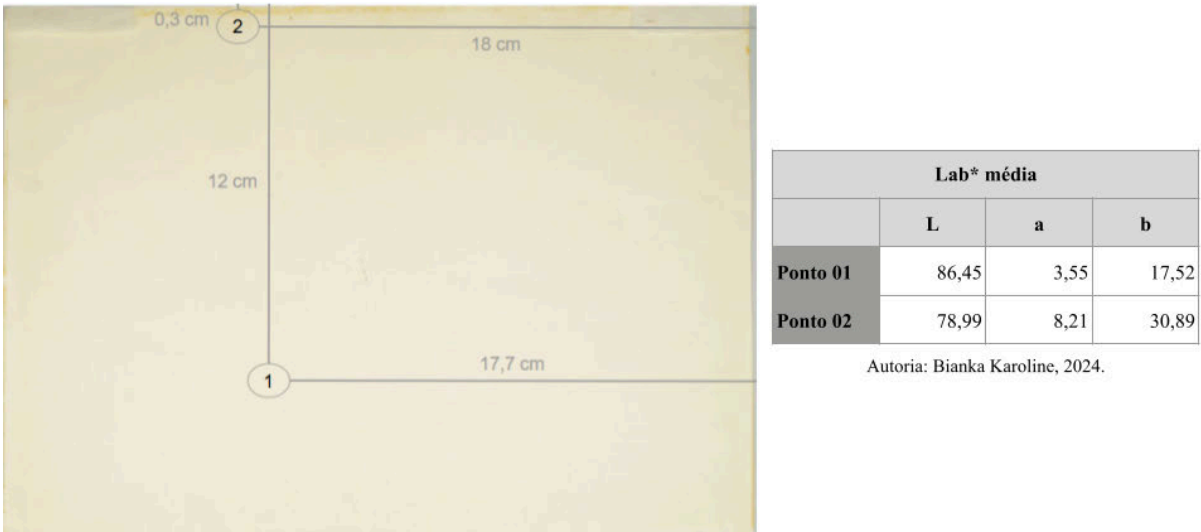 0,3 cm 2
18 cm
12 cm
17,7 cm
1
Lab* média
L a b
Ponto 01 86,45 3,55 17,52
Ponto 02 78,99 8,21 30,89
Autoria: Bianka Karoline, 2024.